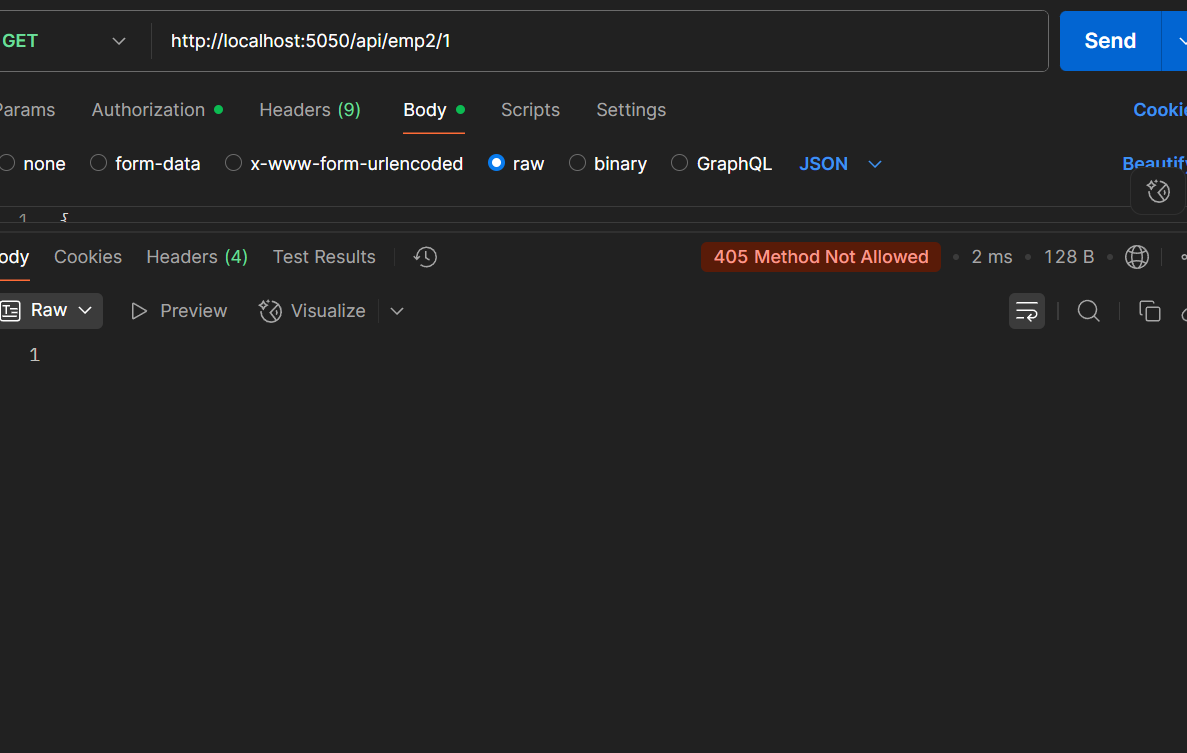 GET http://localhost:5050/api/emp2/1 Send
Params Authorization Headers (9) Body Scripts Settings Cookie
none form-data x-www-form-urlencoded raw binary GraphQL JSON Beautify
1 {
ody Cookies Headers (4) Test Results 405 Method Not Allowed • 2 ms • 128 B •
Raw Preview Visualize
1